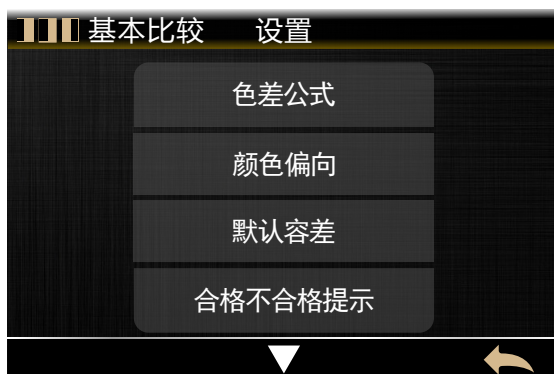 基本比较 设置
色差公式
颜色偏向
默认容差
合格不合格提示